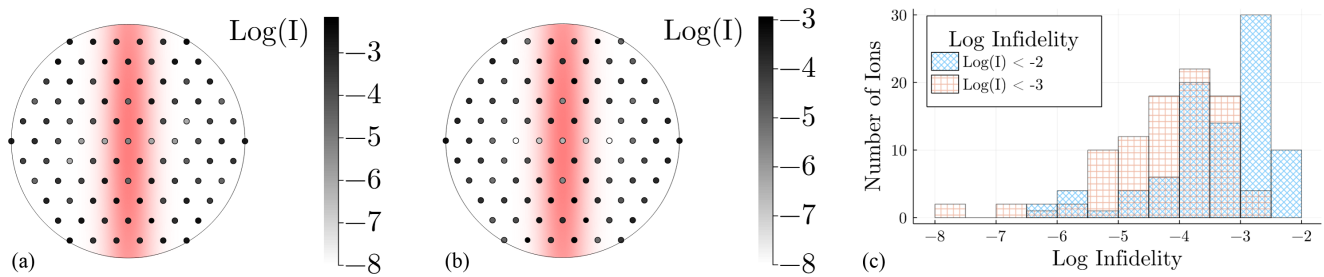 Log(I)
−3
−4
−5
−6
−7
−8
(a)
Log(I)
−3
−4
−5
−6
−7
−8
(b)
30
20
10
0
Number of Ions
Log Infidelity
Log(I) < -2
Log(I) < -3
−8 −7 −6 −5 −4 −3 −2
Log Infidelity
(c)